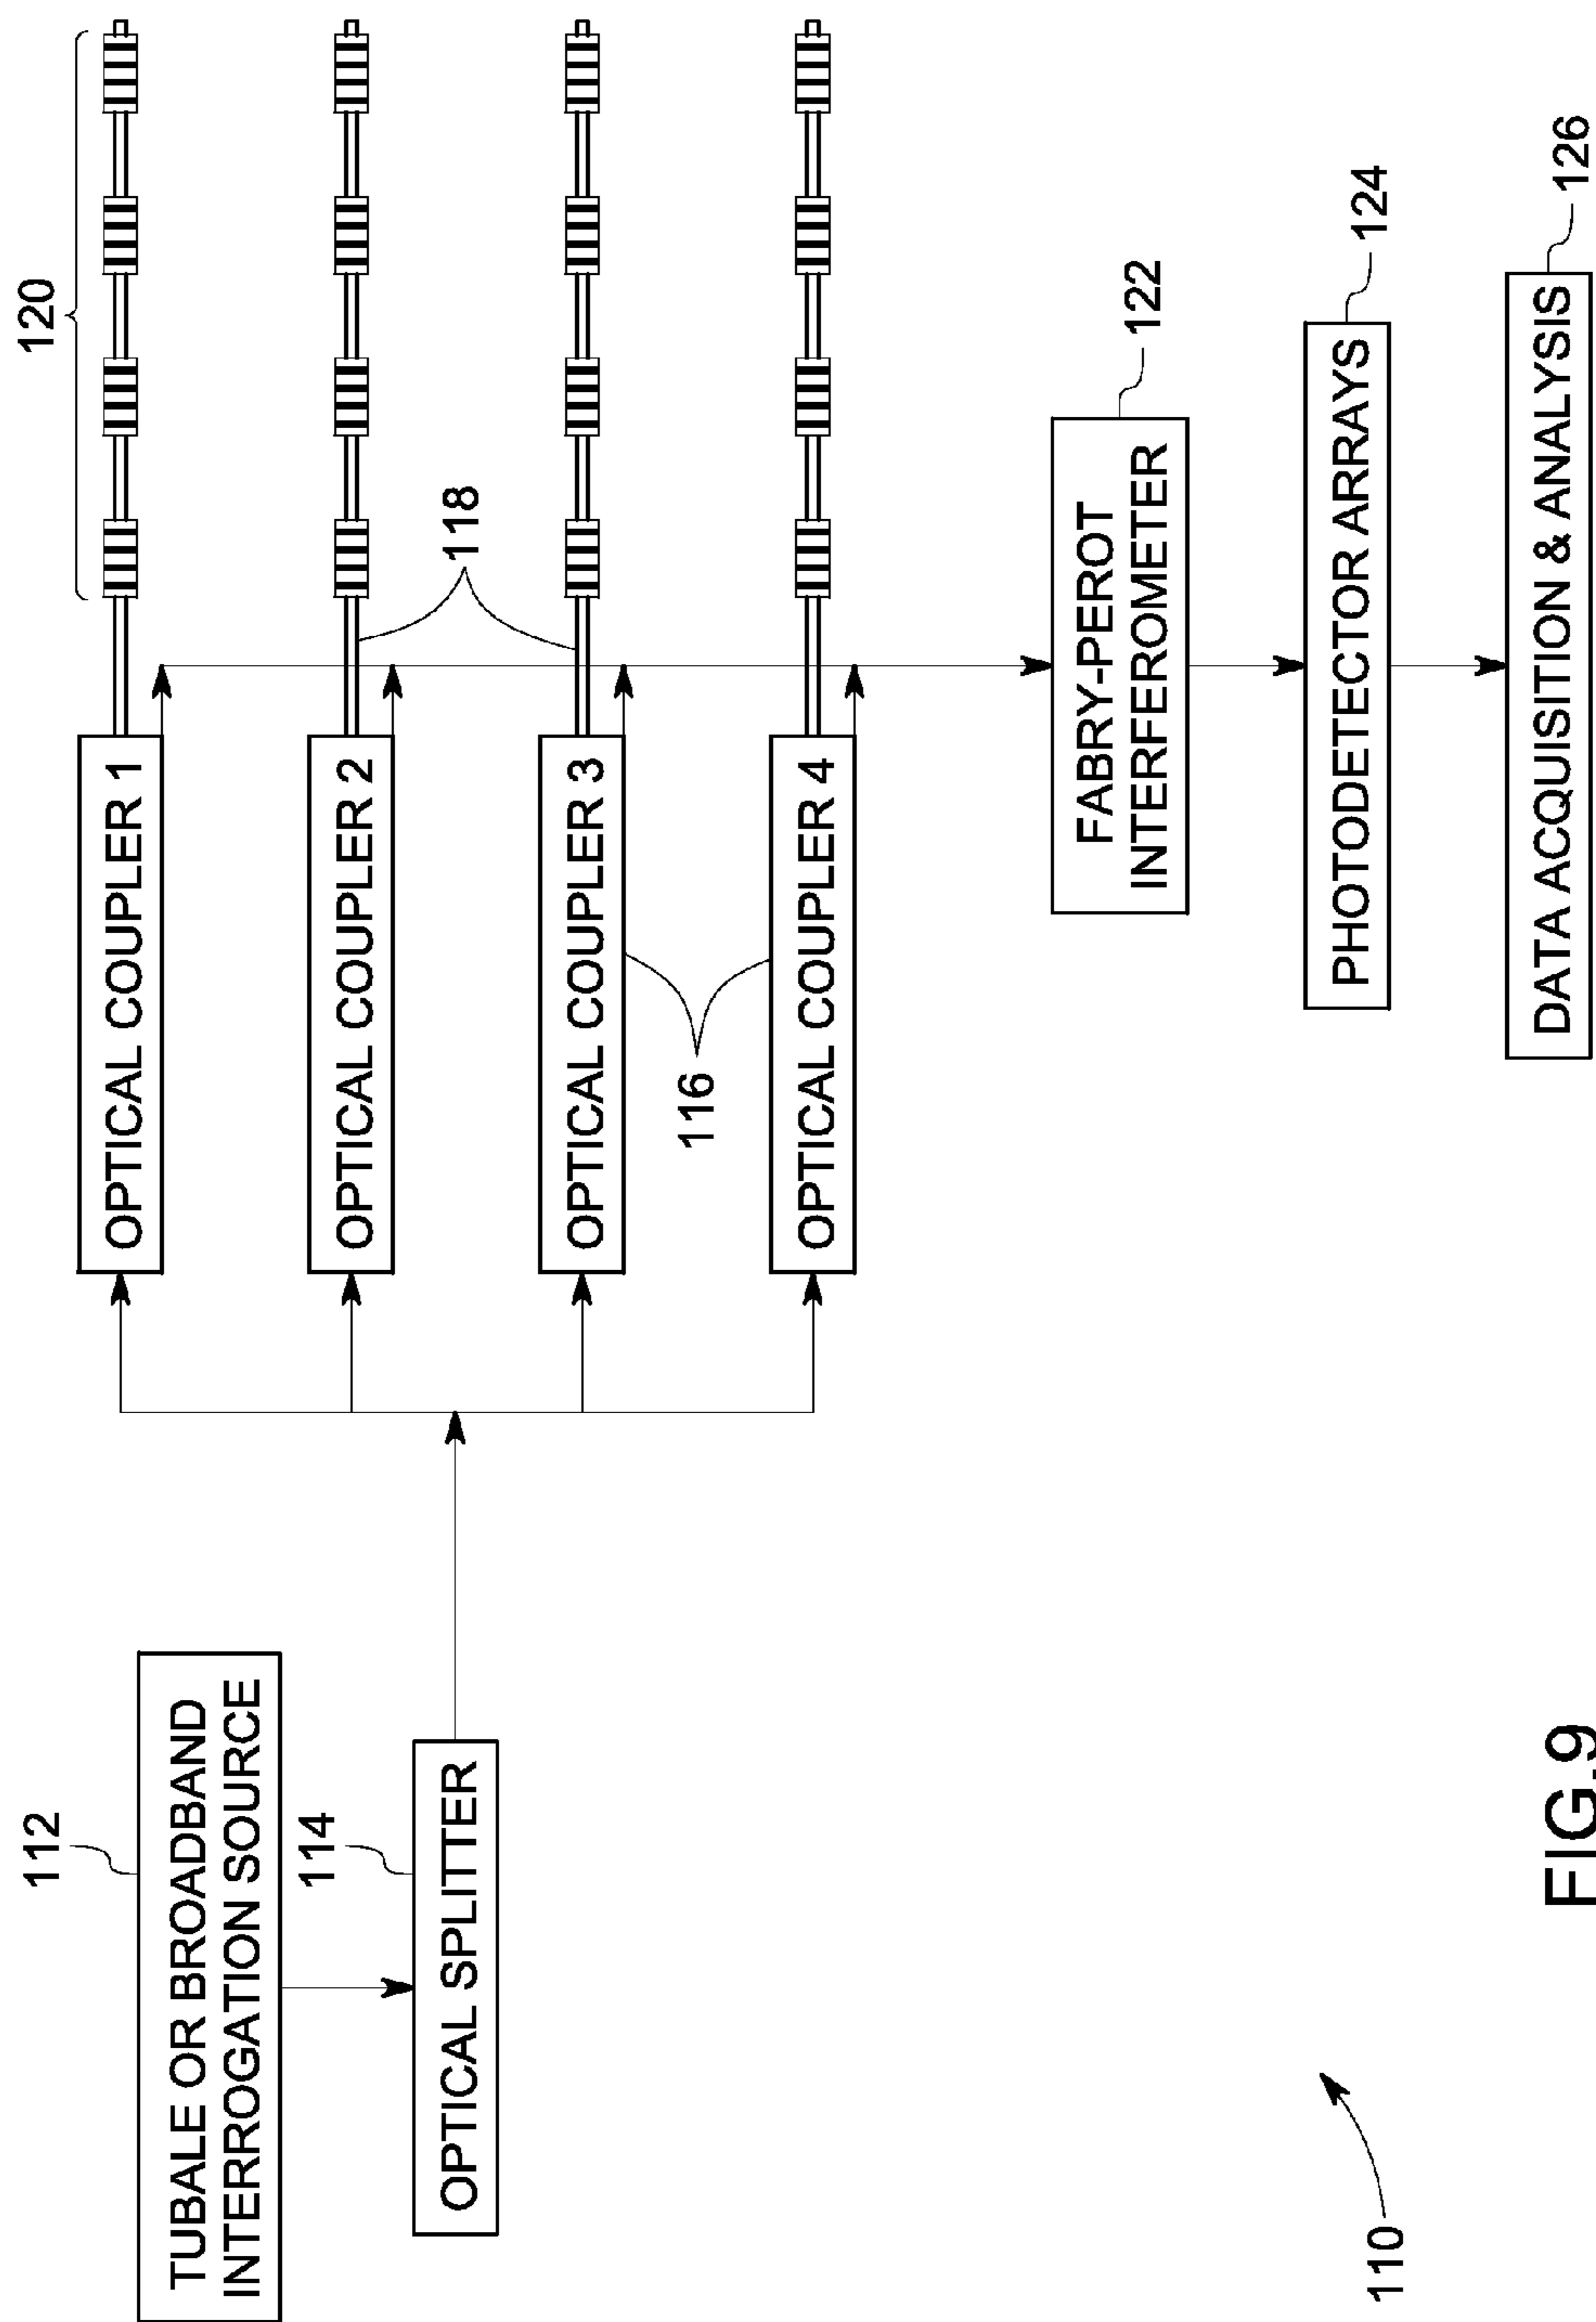 112
TUBALE OR BROADBAND
INTERROGATION SOURCE
114
OPTICAL SPLITTER
OPTICAL COUPLER 1
OPTICAL COUPLER 2
OPTICAL COUPLER 3
OPTICAL COUPLER 4
116
118
120
FABRY-PEROT
INTERFEROMETER
122
PHOTODETECTOR ARRAYS
124
DATA ACQUISITION & ANALYSIS
126
110
FIG.9